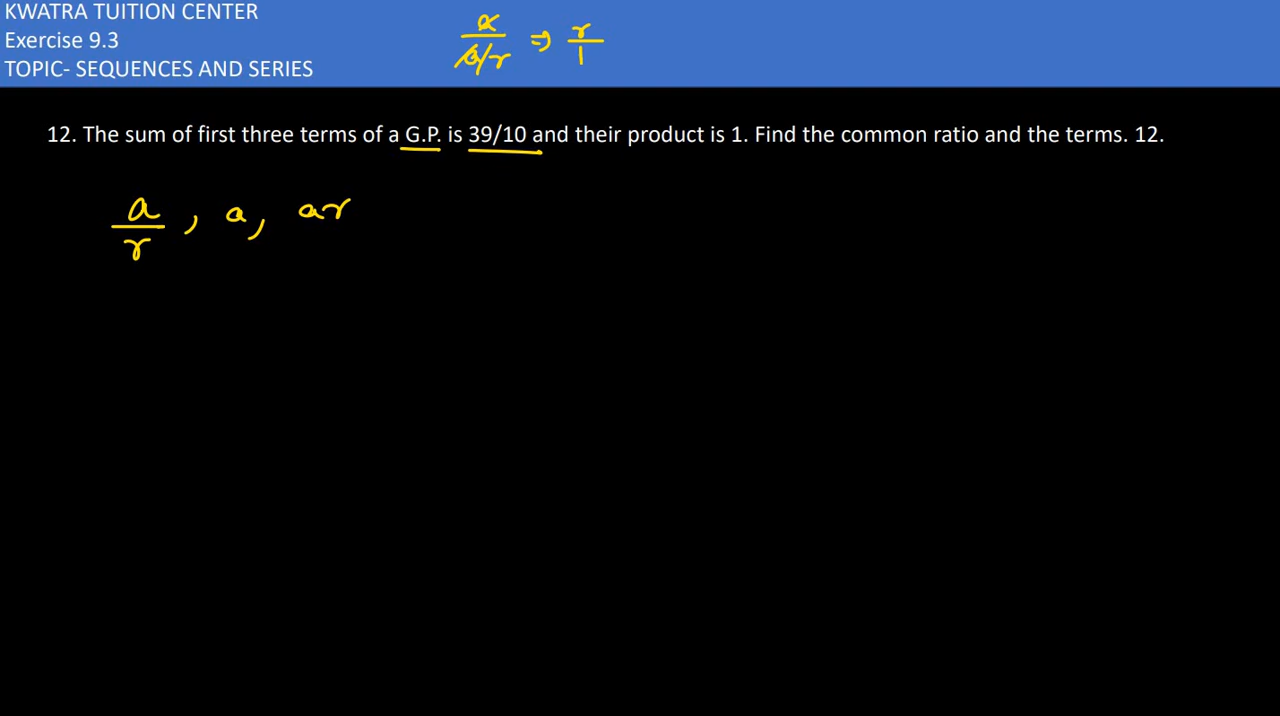 KWATRA TUITION CENTER
Exercise 9.3
TOPIC- SEQUENCES AND SERIES
a/a/r ⇒ r/1
12. The sum of first three terms of a G.P. is 39/10 and their product is 1. Find the common ratio and the terms. 12.
a/r, a, ar